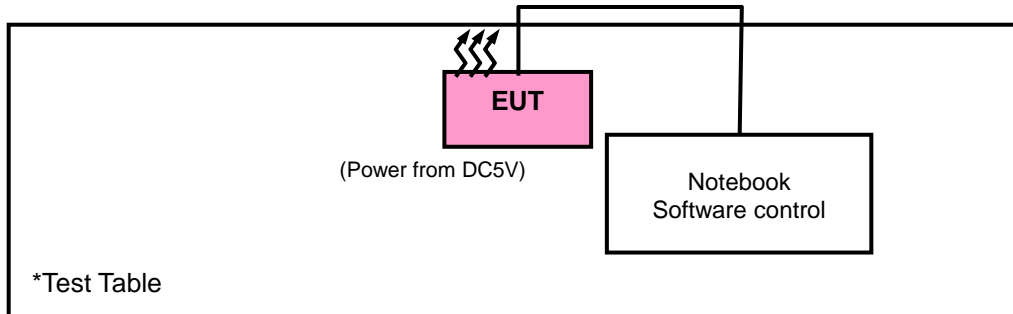 EUT
(Power from DC5V)
Notebook
Software control
*Test Table